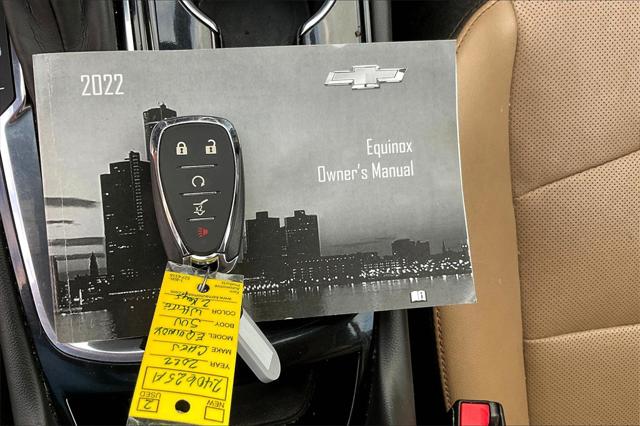 2022
Equinox
Owner's Manual
2 Keys
COLOR WHITE
BODY SUV
MODEL EQUINOX
MAKE CHEV
YEAR 2022
240625A
NEW
2 USED